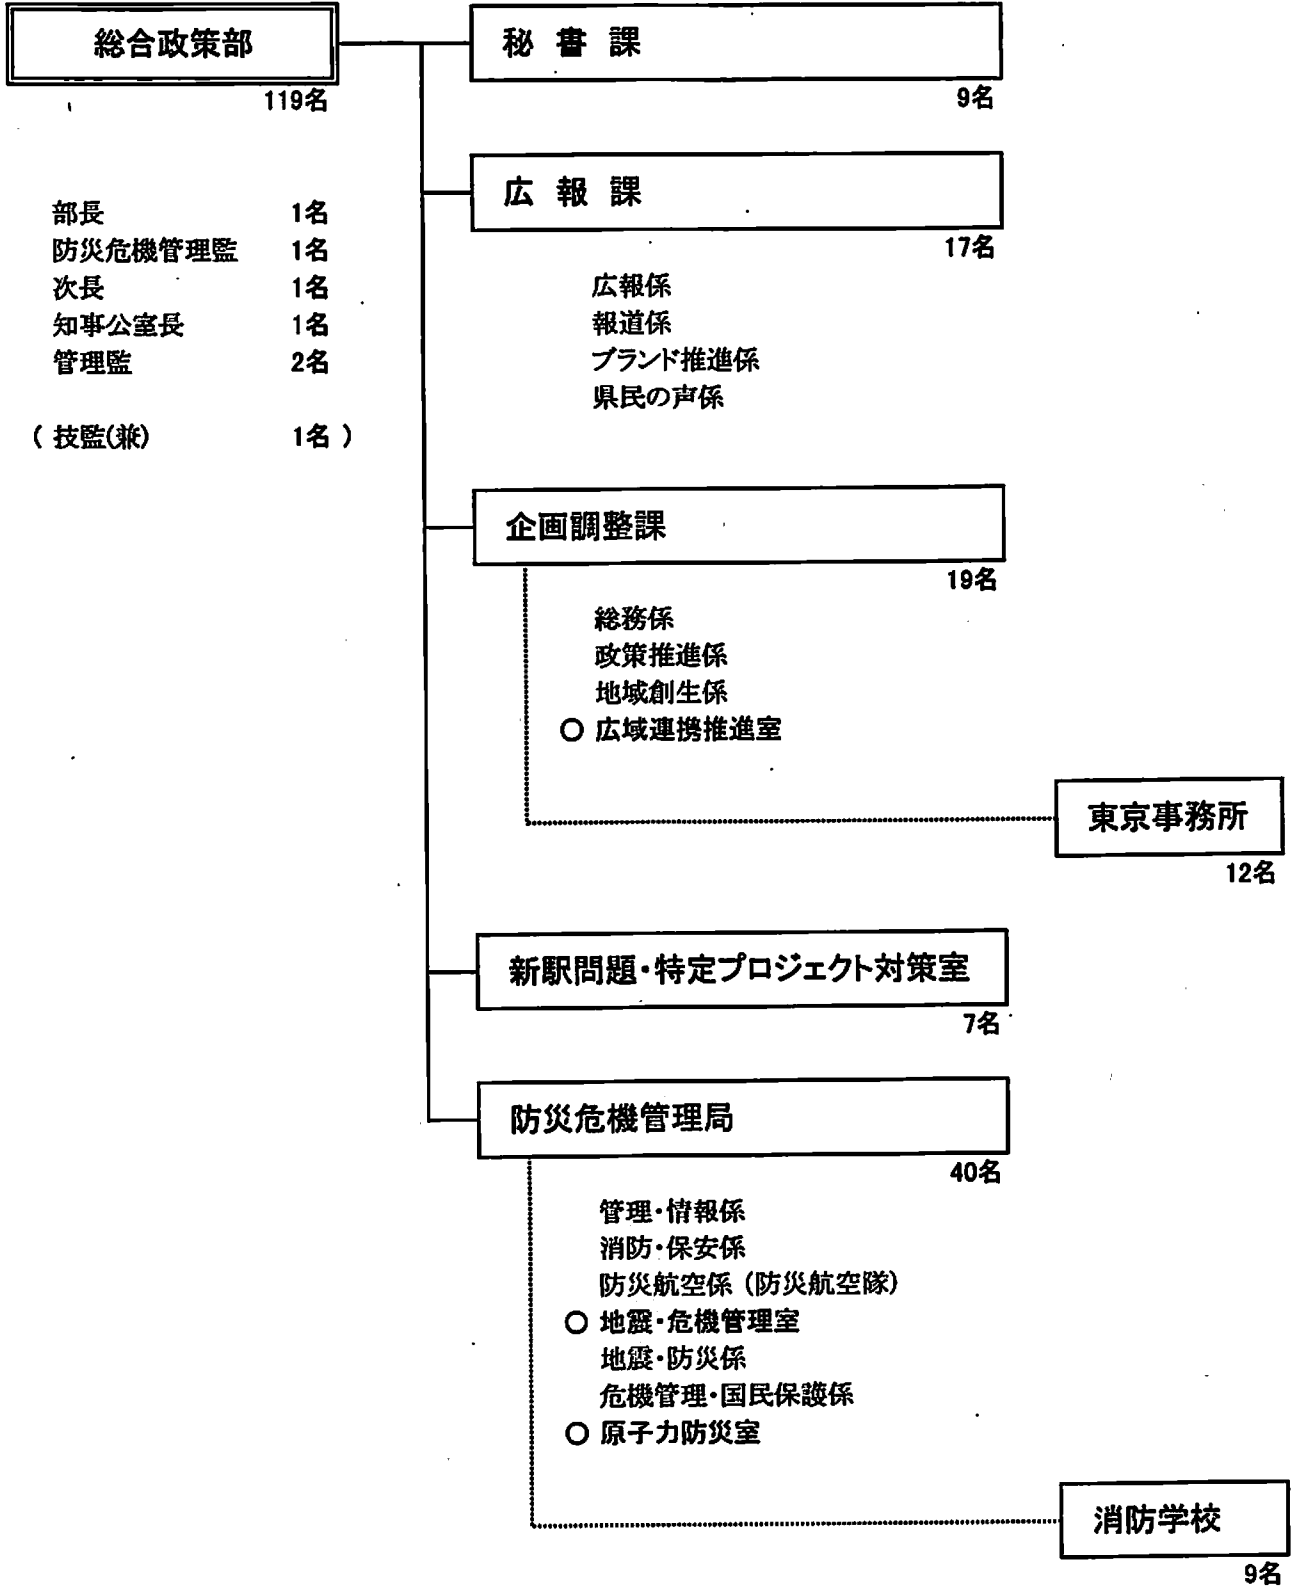 総合政策部
119名
部長 1名
防災危機管理監 1名
次長 1名
知事公室長 1名
管理監 2名
( 技監(兼) 1名 )
秘書課
9名
広報課
17名
広報係
報道係
ブランド推進係
県民の声係
企画調整課
19名
総務係
政策推進係
地域創生係
○ 広域連携推進室
東京事務所
12名
新駅問題・特定プロジェクト対策室
7名
防災危機管理局
40名
管理・情報係
消防・保安係
防災航空係（防災航空隊）
○ 地震・危機管理室
地震・防災係
危機管理・国民保護係
○ 原子力防災室
消防学校
9名